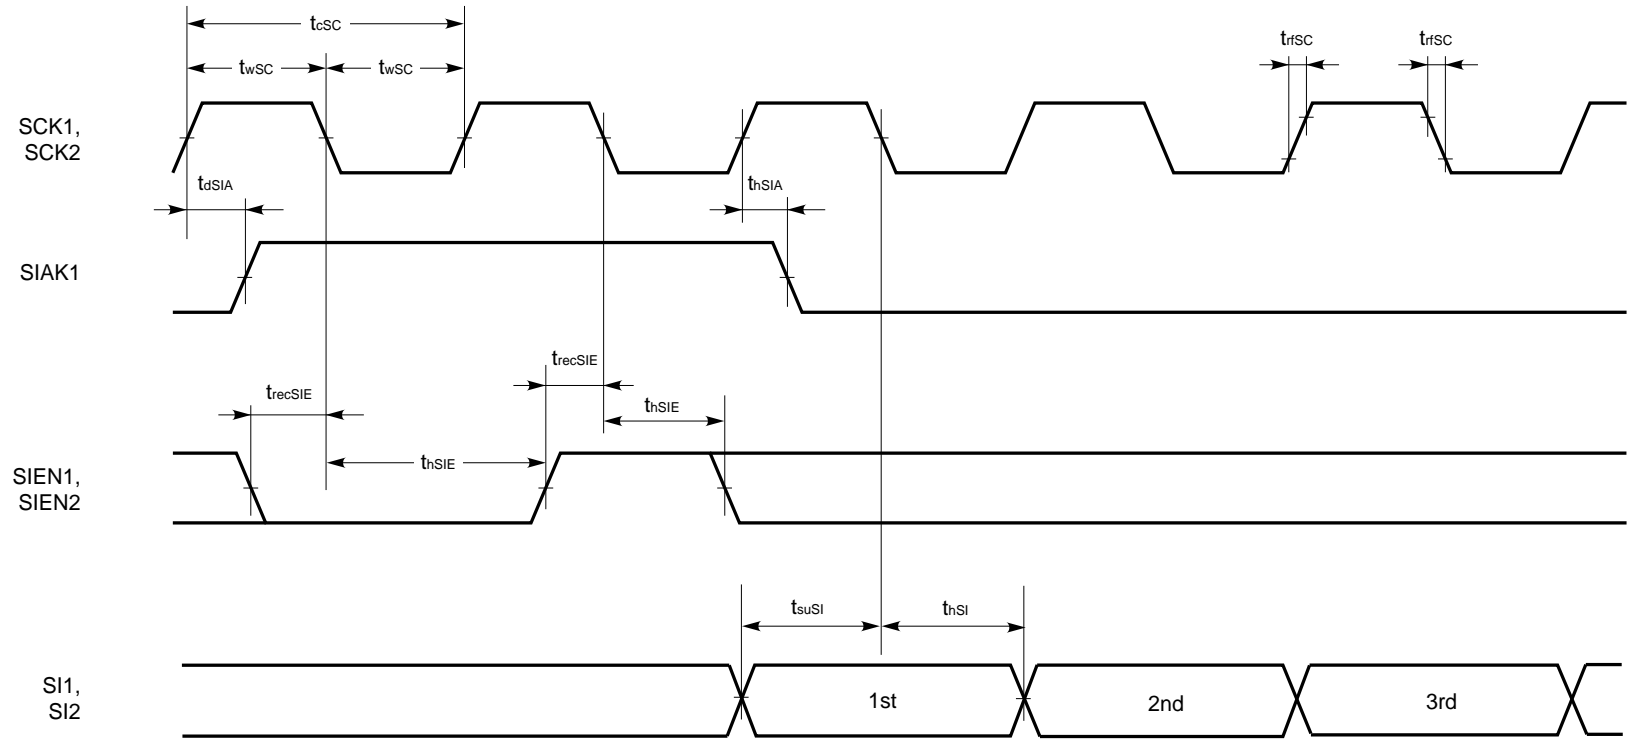 tcSC
twSC
twSC
trfSC
trfSC
SCK1,
SCK2
tdSIA
thSIA
SIAK1
trecSIE
trecSIE
thSIE
thSIE
SIEN1,
SIEN2
tsuSI
thSI
SI1,
SI2
1st
2nd
3rd